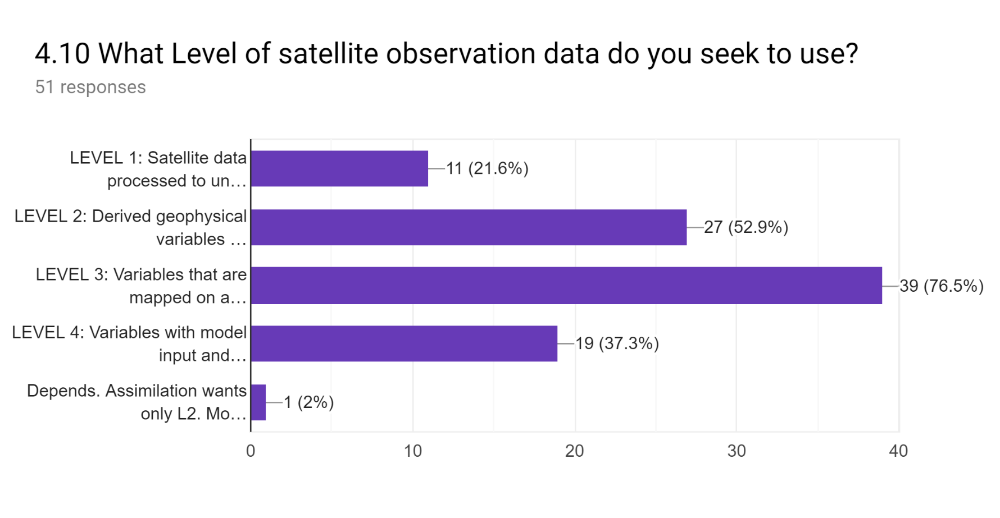 4.10 What Level of satellite observation data do you seek to use?
51 responses
LEVEL 1: Satellite data
processed to un…
11 (21.6%)
LEVEL 2: Derived geophysical
variables …
27 (52.9%)
LEVEL 3: Variables that are
mapped on a…
39 (76.5%)
LEVEL 4: Variables with model
input and…
19 (37.3%)
Depends. Assimilation wants
only L2. Mo…
1 (2%)
0 10 20 30 40